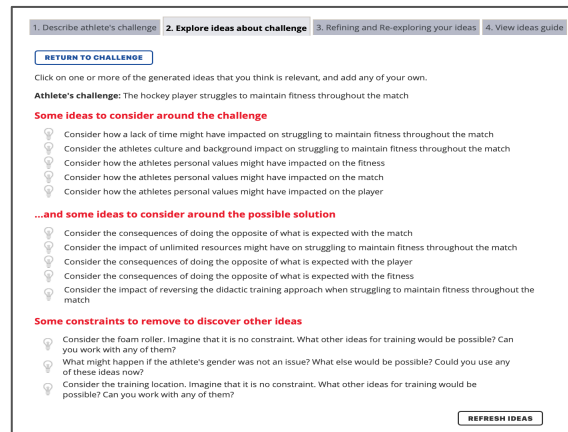 1. Describe athlete's challenge
2. Explore ideas about challenge
3. Refining and Re-exploring your ideas
4. View ideas guide
RETURN TO CHALLENGE
Click on one or more of the generated ideas that you think is relevant, and add any of your own.
Athlete's challenge: The hockey player struggles to maintain fitness throughout the match
Some ideas to consider around the challenge
Consider how a lack of time might have impacted on struggling to maintain fitness throughout the match
Consider the athletes culture and background impact on struggling to maintain fitness throughout the match
Consider how the athletes personal values might have impacted on the fitness
Consider how the athletes personal values might have impacted on the match
Consider how the athletes personal values might have impacted on the player
...and some ideas to consider around the possible solution
Consider the consequences of doing the opposite of what is expected with the match
Consider the impact of unlimited resources might have on struggling to maintain fitness throughout the match
Consider the consequences of doing the opposite of what is expected with the player
Consider the consequences of doing the opposite of what is expected with the fitness
Consider the impact of reversing the didactic training approach when struggling to maintain fitness throughout the
match
Some constraints to remove to discover other ideas
Consider the foam roller. Imagine that it is no constraint. What other ideas for training would be possible? Can
you work with any of them?
What might happen if the athlete's gender was not an issue? What else would be possible? Could you use any
of these ideas now?
Consider the training location. Imagine that it is no constraint. What other ideas for training would be
possible? Can you work with any of them?
REFRESH IDEAS